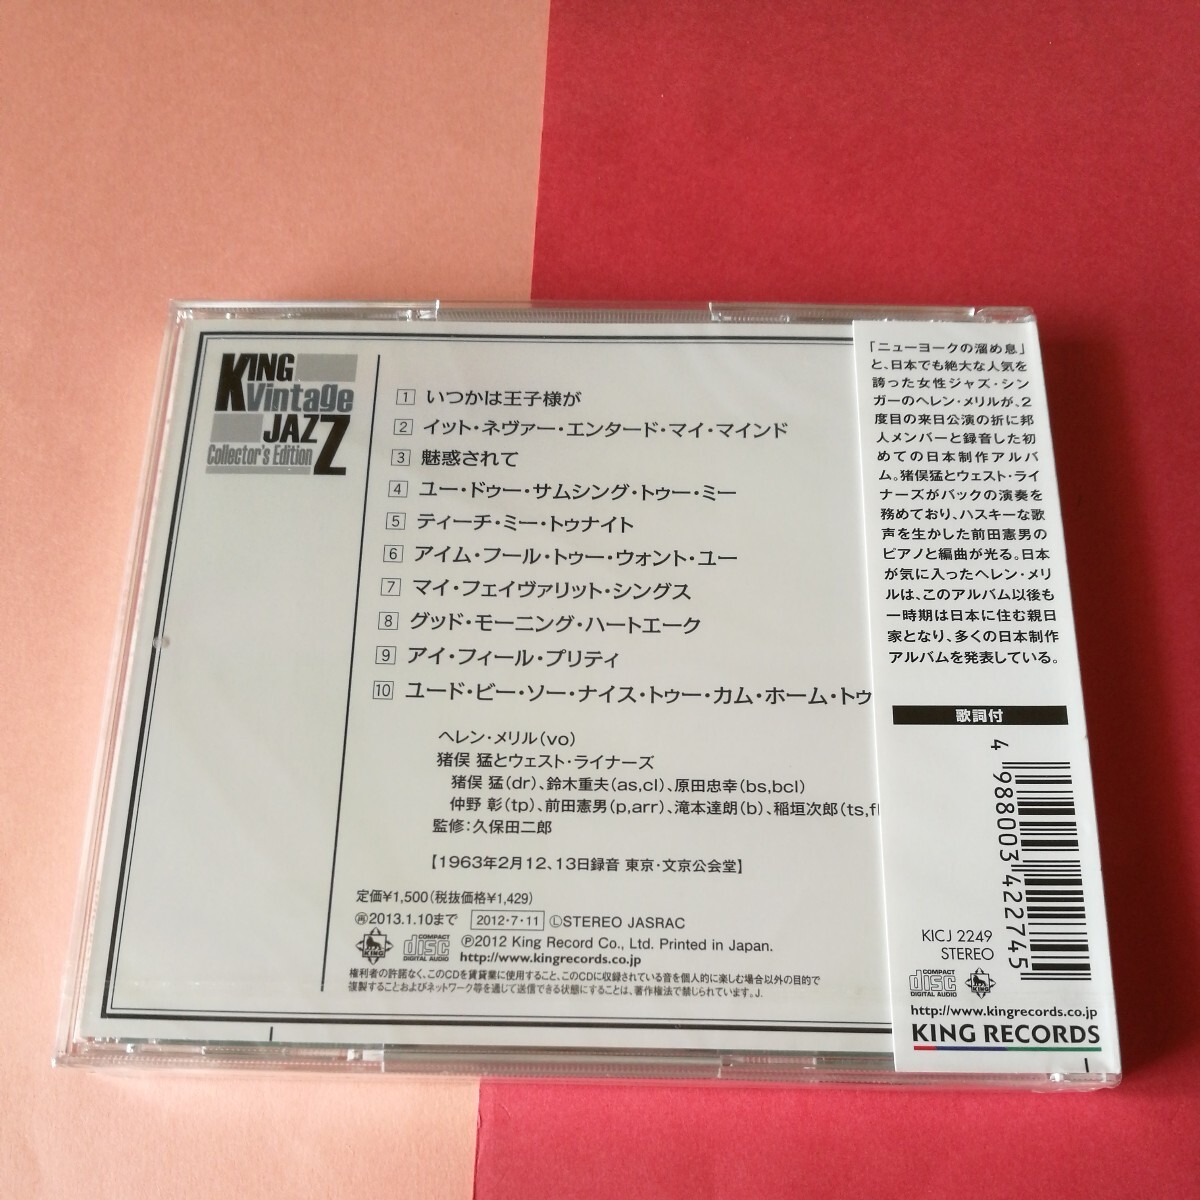 KING
Vintage
JAZZ
Collector's Edition
1 いつかは王子様が
2 イット・ネヴァー・エンタード・マイ・マインド
3 魅惑されて
4 ユー・ドゥー・サムシング・トゥー・ミー
5 ティーチ・ミー・トゥナイト
6 アイム・フール・トゥー・ウォント・ユー
7 マイ・フェイヴァリット・シングス
8 グッド・モーニング・ハートエーク
9 アイ・フィール・プリティ
10 ユード・ビー・ソー・ナイス・トゥー・カム・ホーム・トゥ
ヘレン・メリル(vo)
猪俣 猛とウェスト・ライナーズ
猪俣 猛(dr)、鈴木重夫(as,cl)、原田忠幸(bs,bcl)
仲野 彰(tp)、前田憲男(p,arr)、滝本達朗(b)、稲垣次郎(ts,fl
監修:久保田二郎
【1963年2月12、13日録音 東京・文京公会堂】
定価¥1,500(税抜価格¥1,429)
再2013.1.10まで 2012・7・11 ⓁSTEREO JASRAC
KING COMPACT disc DIGITAL AUDIO ℗2012 King Record Co., Ltd. Printed in Japan.
http://www.kingrecords.co.jp
権利者の許諾なく、このCDを賃貸業に使用すること、このCDに収録されている音を個人的に楽しむ場合以外の目的で
複製することおよびネットワーク等を通じて送信できる状態にすることは、著作権法で禁じられています。J.
「ニューヨークの溜め息」
と、日本でも絶大な人気を
誇った女性ジャズ・シン
ガーのヘレン・メリルが、2
度目の来日公演の折に邦
人メンバーと録音した初
めての日本制作アルバ
ム。猪俣猛とウェスト・ライ
ナーズがバックの演奏を
務めており、ハスキーな歌
声を生かした前田憲男の
ピアノと編曲が光る。日本
が気に入ったヘレン・メリ
ルは、このアルバム以後も
一時期は日本に住む親日
家となり、多くの日本制作
アルバムを発表している。
歌詞付
4 988003 422745
KICJ 2249
STEREO
COMPACT disc DIGITAL AUDIO KING
http://www.kingrecords.co.jp
KING RECORDS